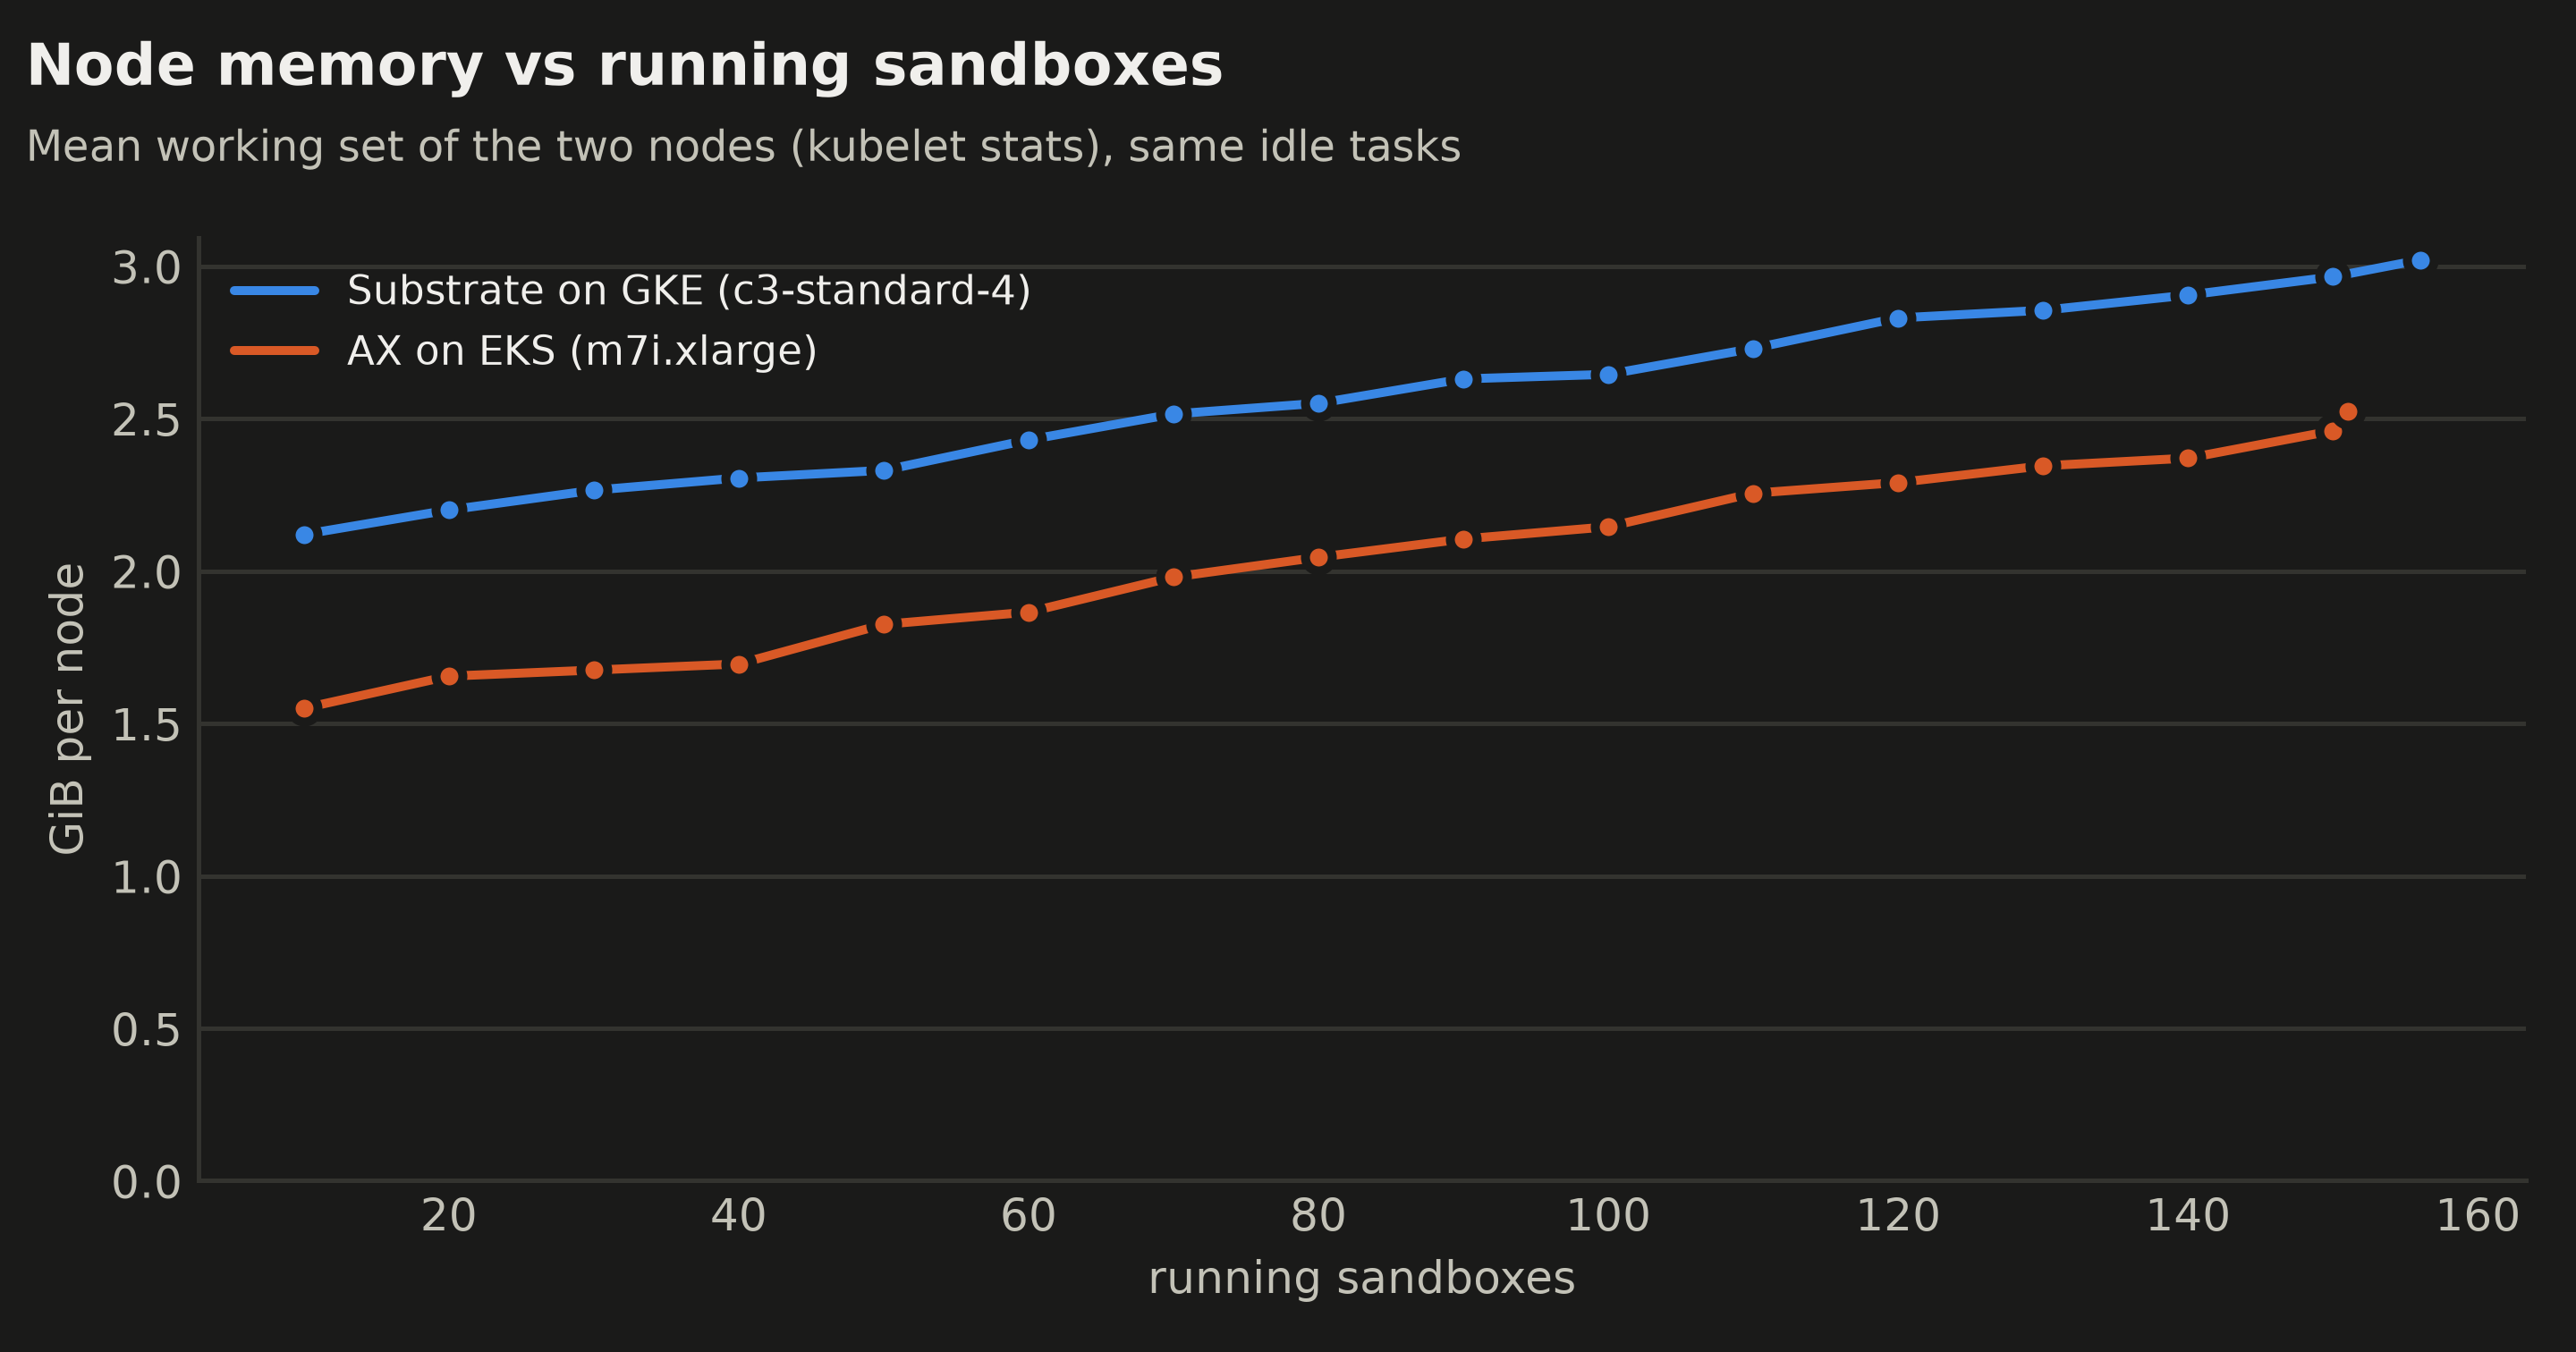 Node memory vs running sandboxes
Mean working set of the two nodes (kubelet stats), same idle tasks
Substrate on GKE (c3-standard-4)
AX on EKS (m7i.xlarge)
GiB per node
3.0
2.5
2.0
1.5
1.0
0.5
0.0
20 40 60 80 100 120 140 160
running sandboxes